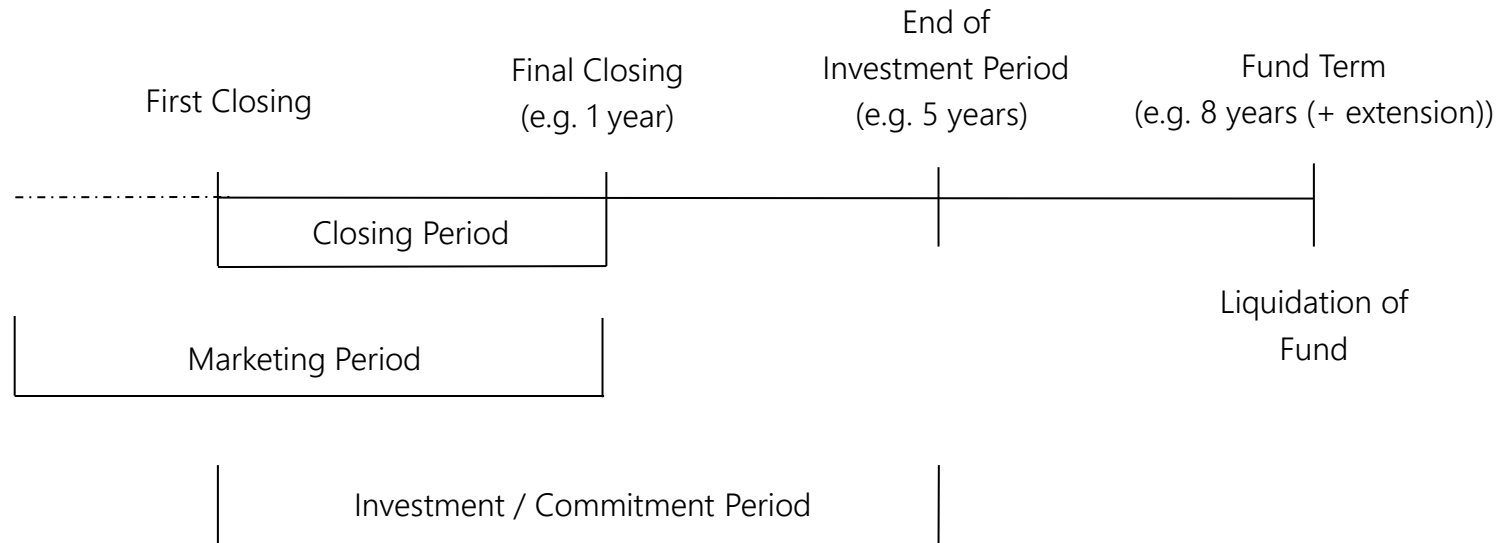 First Closing
Final Closing
(e.g. 1 year)
End of
Investment Period
(e.g. 5 years)
Fund Term
(e.g. 8 years (+ extension))
Closing Period
Liquidation of
Fund
Marketing Period
Investment / Commitment Period